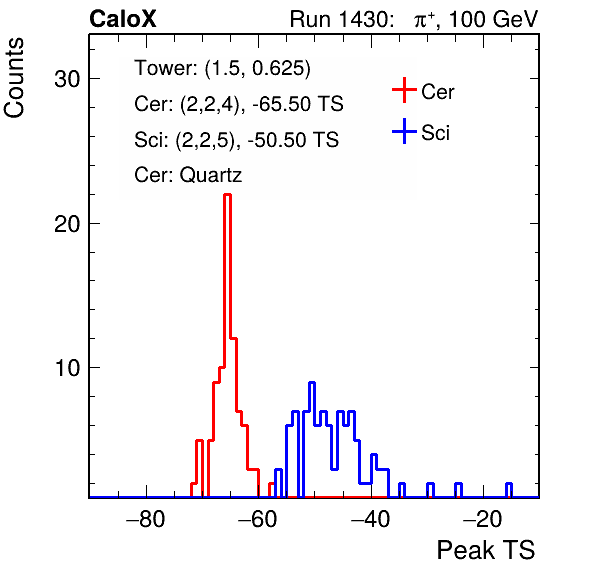 CaloX Run 1430: π⁺, 100 GeV
Counts
30
20
10
Tower: (1.5, 0.625)
Cer: (2,2,4), -65.50 TS
Sci: (2,2,5), -50.50 TS
Cer: Quartz
Cer
Sci
−80 −60 −40 −20
Peak TS